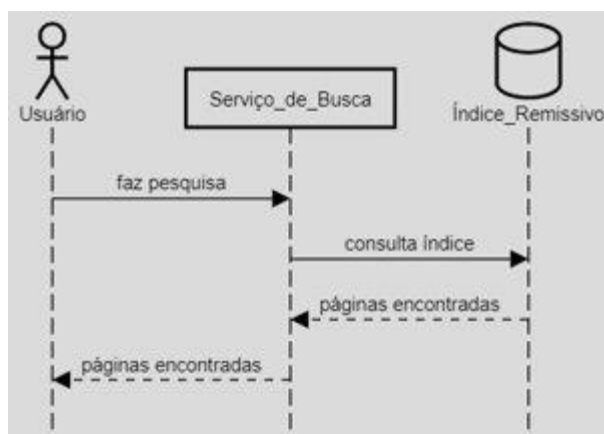 Usuário
Serviço_de_Busca
Índice_Remissivo
faz pesquisa
consulta índice
páginas encontradas
páginas encontradas